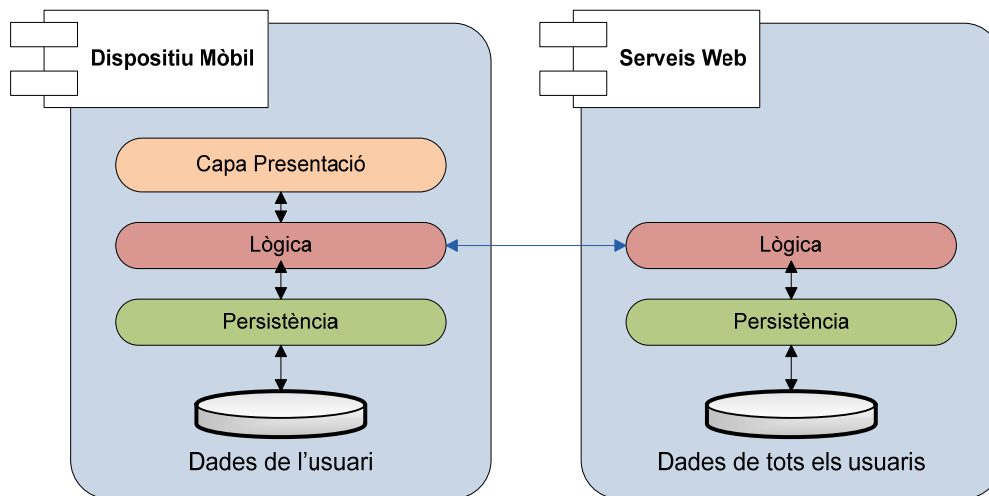 Dispositiu Mòbil
Serveis Web
Capa Presentació
Lògica
Lògica
Persistència
Persistència
Dades de l’usuari
Dades de tots els usuaris